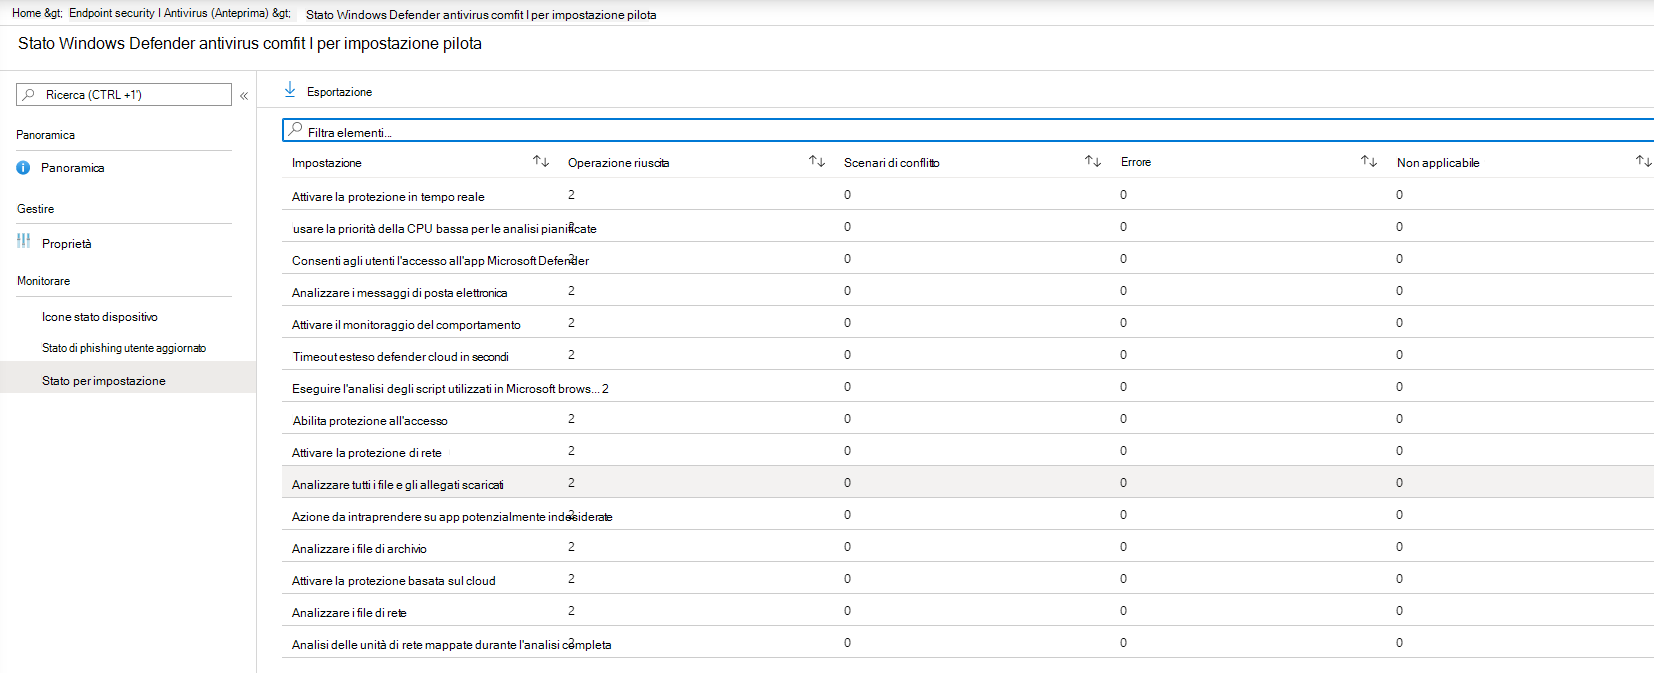 Home &gt; Endpoint security I Antivirus (Anteprima) &gt; Stato Windows Defender antivirus comfit I per impostazione pilota
Stato Windows Defender antivirus comfit I per impostazione pilota
Ricerca (CTRL +1') «
Panoramica
Panoramica
Gestire
Proprietà
Monitorare
Icone stato dispositivo
Stato di phishing utente aggiornato
Stato per impostazione
Esportazione
Filtra elementi...
Impostazione Operazione riuscita Scenari di conflitto Errore Non applicabile
Attivare la protezione in tempo reale 2 0 0 0
usare la priorità della CPU bassa per le analisi pianificate 2 0 0 0
Consenti agli utenti l'accesso all'app Microsoft Defender 2 0 0 0
Analizzare i messaggi di posta elettronica 2 0 0 0
Attivare il monitoraggio del comportamento 2 0 0 0
Timeout esteso defender cloud in secondi 2 0 0 0
Eseguire l'analisi degli script utilizzati in Microsoft brows... 2 0 0 0
Abilita protezione all'accesso 2 0 0 0
Attivare la protezione di rete 2 0 0 0
Analizzare tutti i file e gli allegati scaricati 2 0 0 0
Azione da intraprendere su app potenzialmente indesiderate 2 0 0 0
Analizzare i file di archivio 2 0 0 0
Attivare la protezione basata sul cloud 2 0 0 0
Analizzare i file di rete 2 0 0 0
Analisi delle unità di rete mappate durante l'analisi completa 2 0 0 0